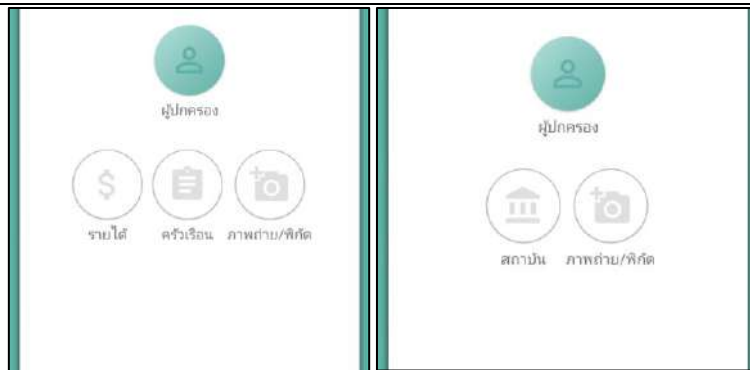 ผู้ปกครอง
รายได้ ครัวเรือน ภาพถ่าย/พิกัด
ผู้ปกครอง
สถาบัน ภาพถ่าย/พิกัด